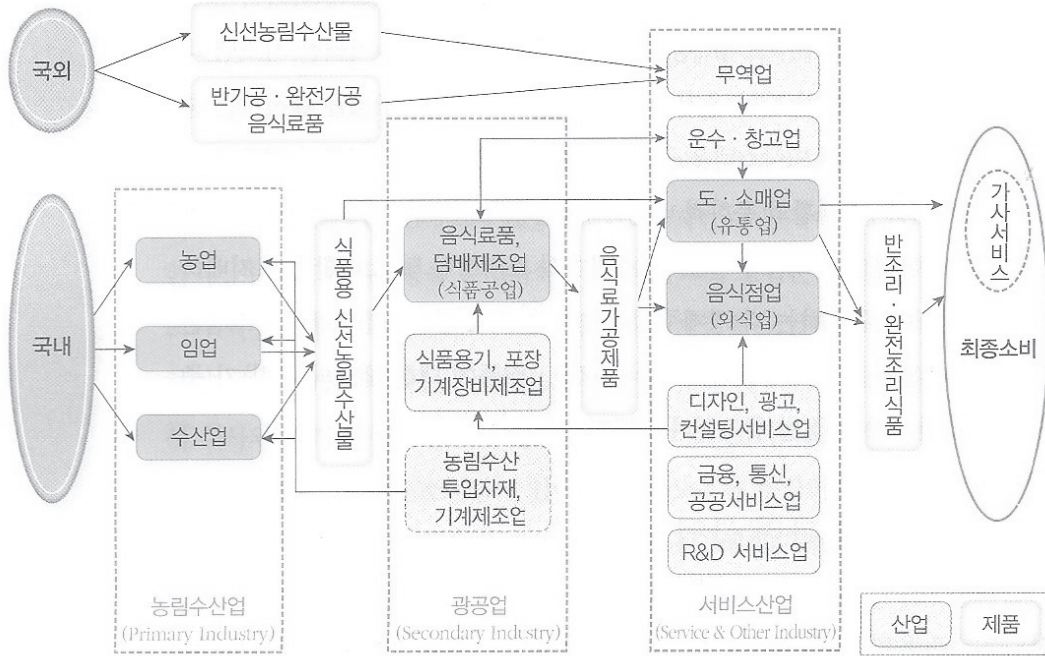 국외
신선농림수산물
반가공 · 완전가공
음식료품
무역업
운수 · 창고업
도 · 소매업
(유통업)
음식점업
(외식업)
가사서비스
최종소비
국내
농업
임업
수산업
식품용 신선농림수산물
음식료품,
담배제조업
(식품공업)
식품용기, 포장
기계장비제조업
농림수산
투입자재,
기계제조업
음식료가공제품
디자인, 광고,
컨설팅서비스업
금융, 통신,
공공서비스업
R&D 서비스업
반조리 · 완전조리식품
농림수산업
(Primary Industry)
광공업
(Secondary Industry)
서비스산업
(Service & Other Industry)
산업
제품